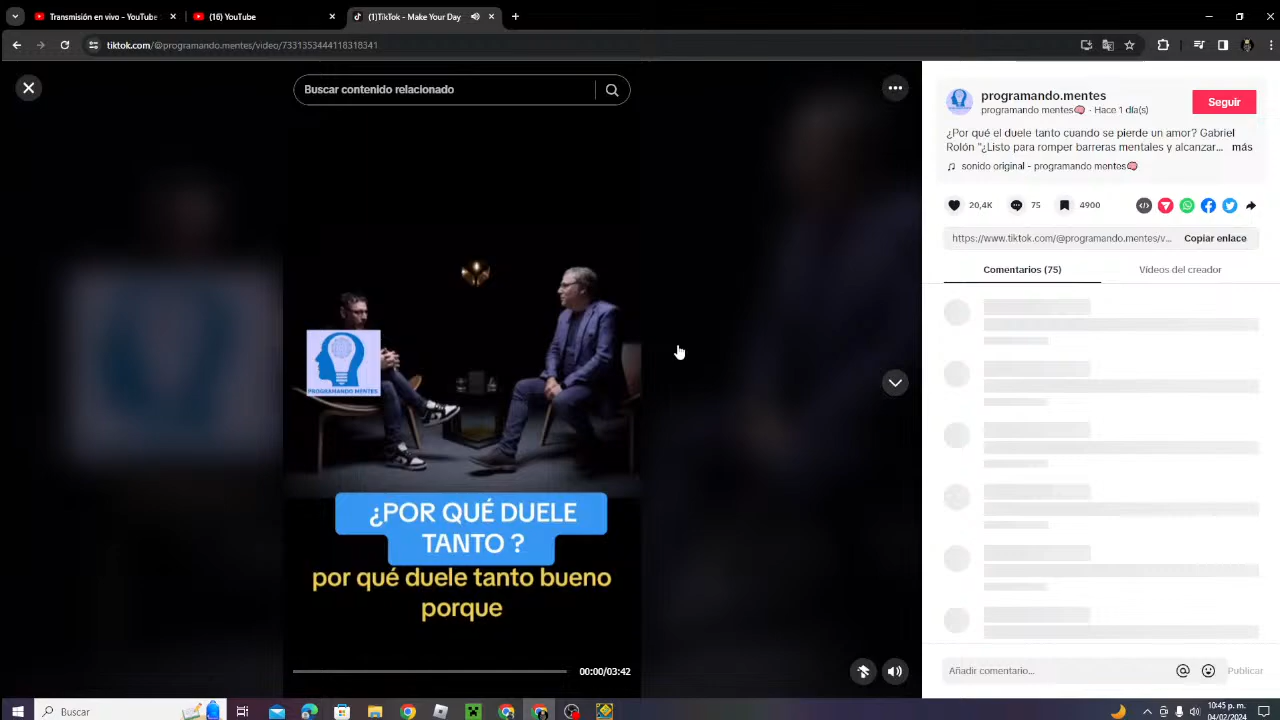 Transmisión en vivo - YouTube
(16) YouTube
(1)TikTok - Make Your Day
tiktok.com/@programando.mentes/video/7331353444118318341
Buscar contenido relacionado
programando.mentes
programando mentes🧠 · Hace 1 día(s)
Seguir
¿Por qué el duele tanto cuando se pierde un amor? Gabriel
Rolón "¿Listo para romper barreras mentales y alcanzar... más
sonido original - programando mentes🧠
20,4K
75
4900
https://www.tiktok.com/@programando.mentes/v...
Copiar enlace
Comentarios (75)
Vídeos del creador
PROGRAMANDO MENTES
¿POR QUÉ DUELE
TANTO ?
por qué duele tanto bueno
porque
00:00/03:42
Añadir comentario...
Publicar
Buscar
10:45 p. m.
04/02/2024